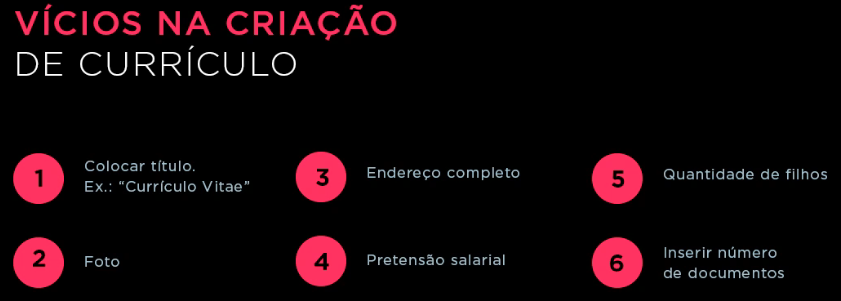 VÍCIOS NA CRIAÇÃO
DE CURRÍCULO
1
Colocar título.
Ex.: “Currículo Vitae”
2
Foto
3
Endereço completo
4
Pretensão salarial
5
Quantidade de filhos
6
Inserir número
de documentos